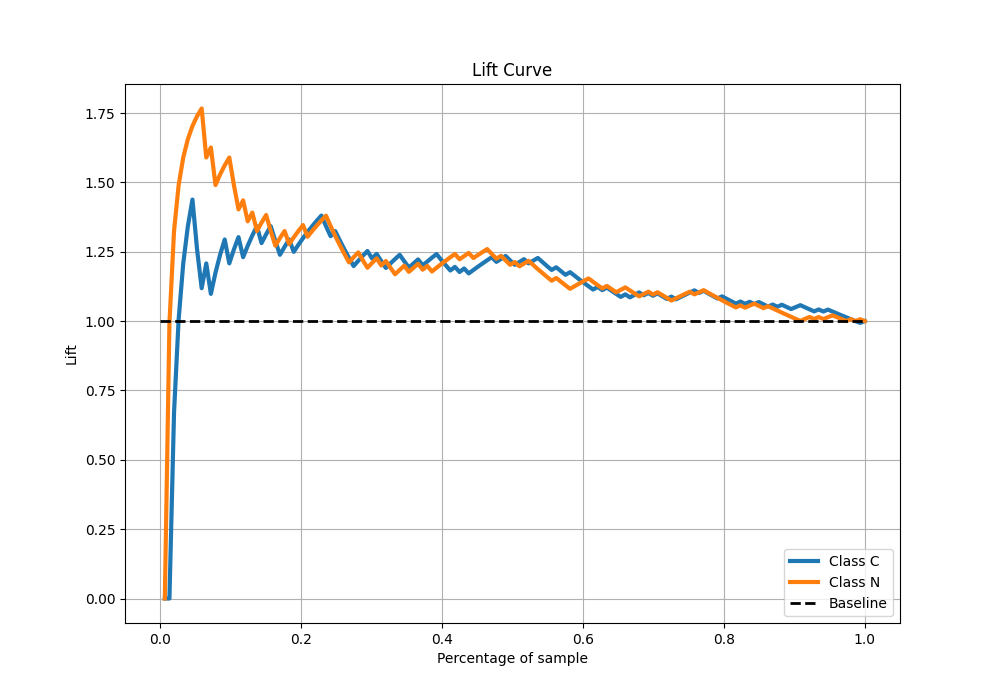 Lift Curve
1.75
1.50
1.25
1.00
0.75
0.50
0.25
0.00
Lift
0.0 0.2 0.4 0.6 0.8 1.0
Percentage of sample
Class C
Class N
Baseline